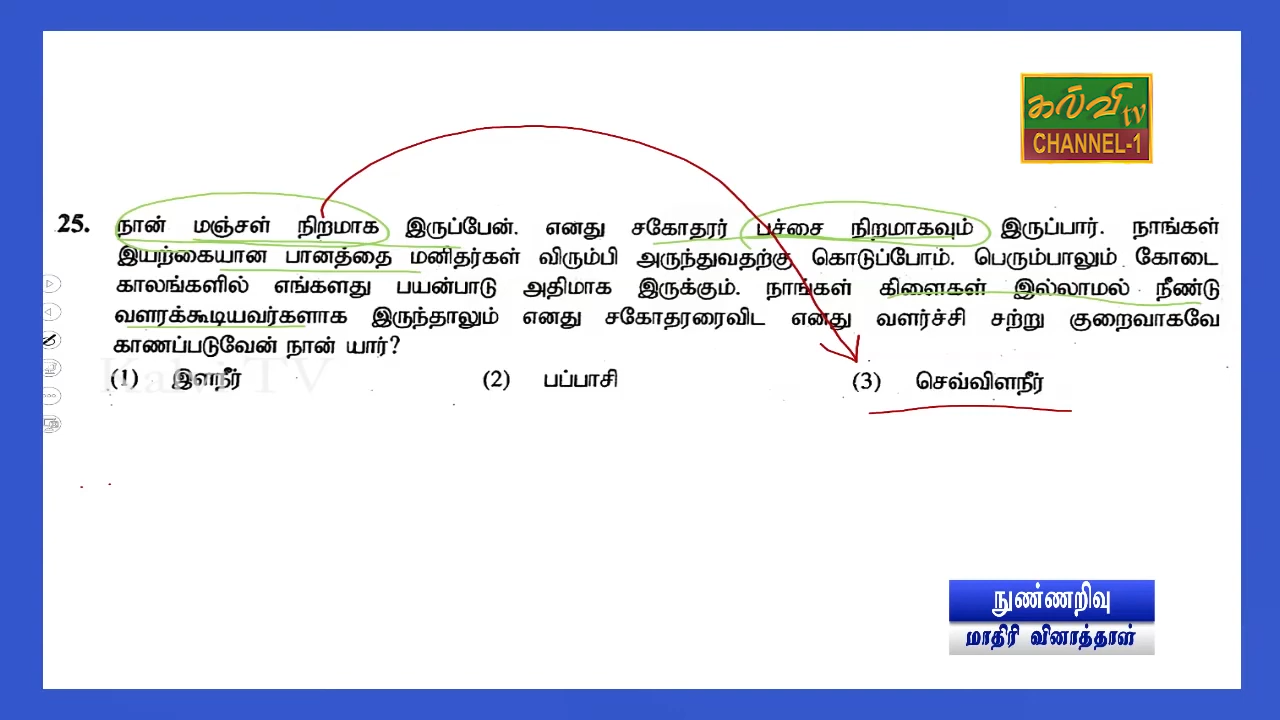 கல்வி tv
CHANNEL-1
25. நான் மஞ்சள் நிறமாக இருப்பேன். எனது சகோதரர் பச்சை நிறமாகவும் இருப்பார். நாங்கள்
இயற்கையான பானத்தை மனிதர்கள் விரும்பி அருந்துவதற்கு கொடுப்போம். பெரும்பாலும் கோடை
காலங்களில் எங்களது பயன்பாடு அதிமாக இருக்கும். நாங்கள் கிளைகள் இல்லாமல் நீண்டு
வளரக்கூடியவர்களாக இருந்தாலும் எனது சகோதரரைவிட எனது வளர்ச்சி சற்று குறைவாகவே
காணப்படுவேன் நான் யார்?
(1) இளநீர் (2) பப்பாசி (3) செவ்விளநீர்
Kalvi TV
நுண்ணறிவு
மாதிரி வினாத்தாள்